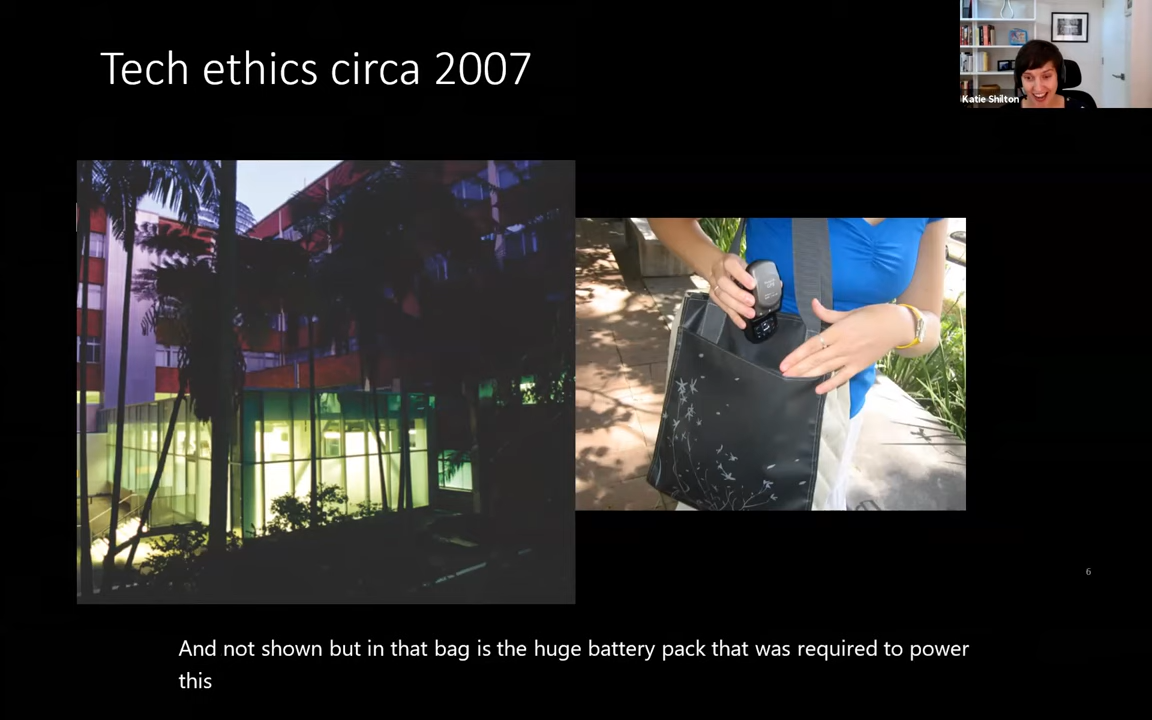 Tech ethics circa 2007
Katie Shilton
6
And not shown but in that bag is the huge battery pack that was required to power
this